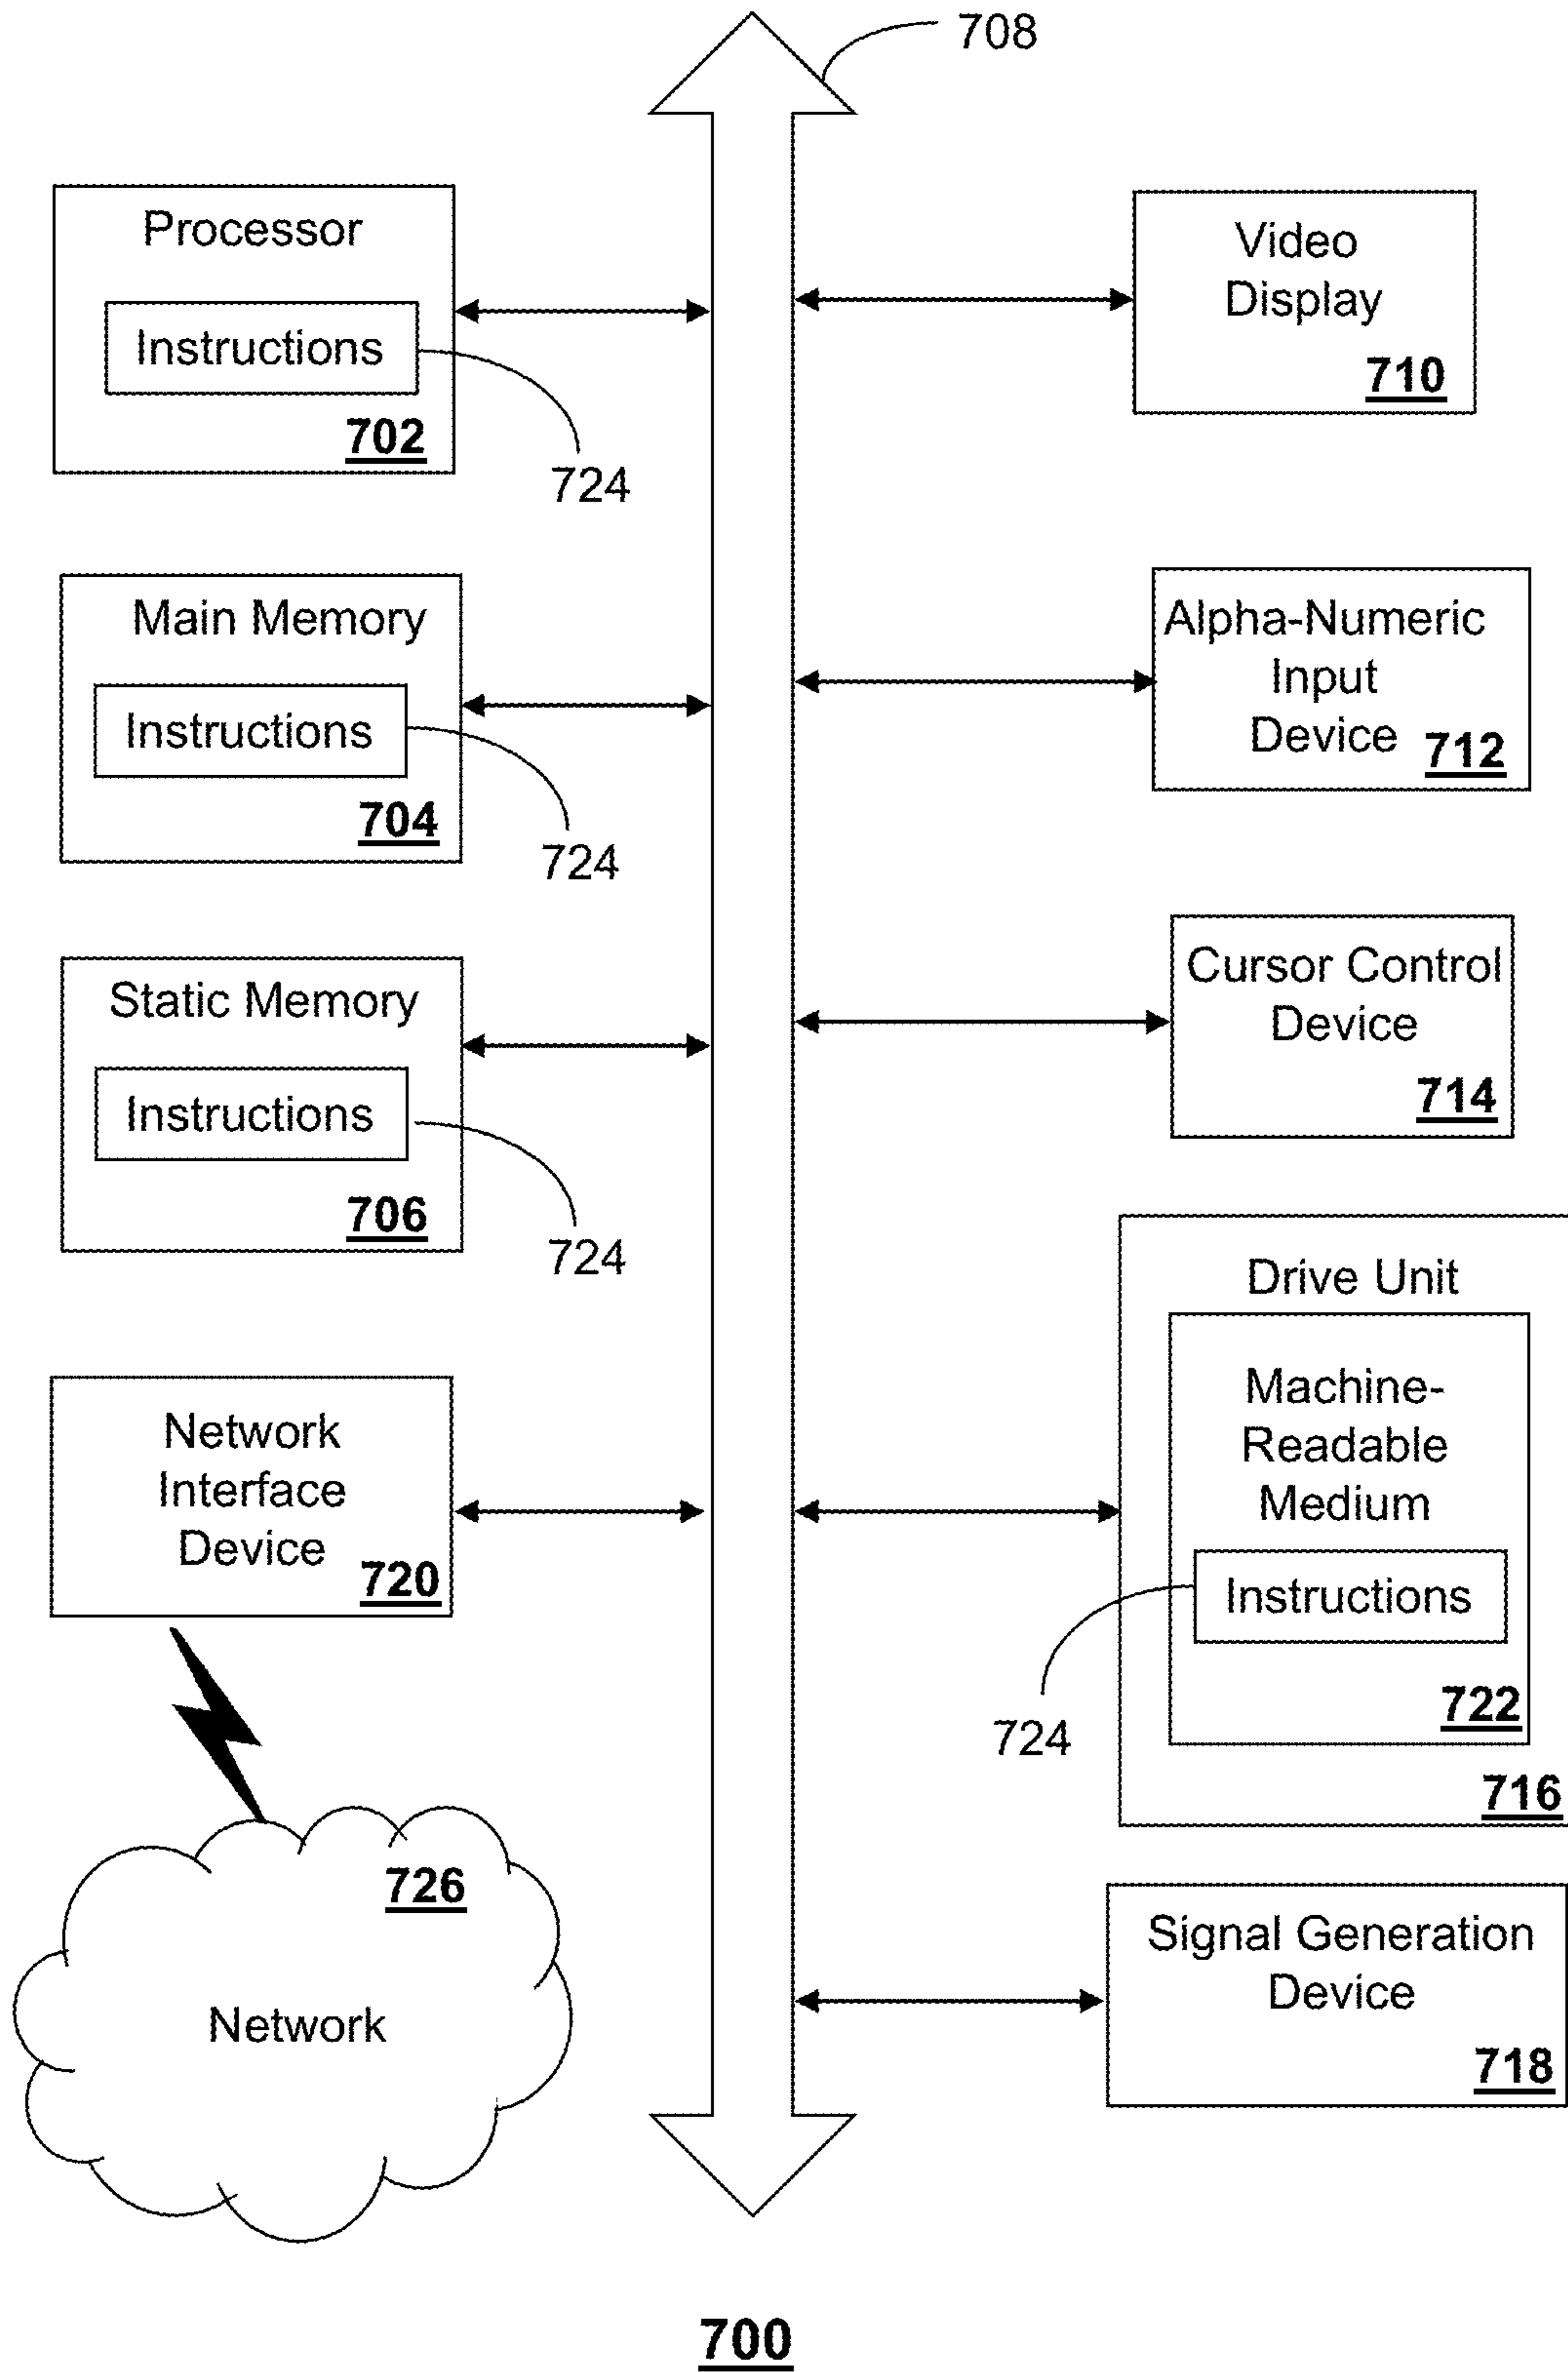 708
Processor
Instructions
702
724
Main Memory
Instructions
704
724
Static Memory
Instructions
706
724
Network
Interface
Device
720
726
Network
Video
Display
710
Alpha-Numeric
Input
Device
712
Cursor Control
Device
714
Drive Unit
Machine-
Readable
Medium
Instructions
724
722
716
Signal Generation
Device
718
700